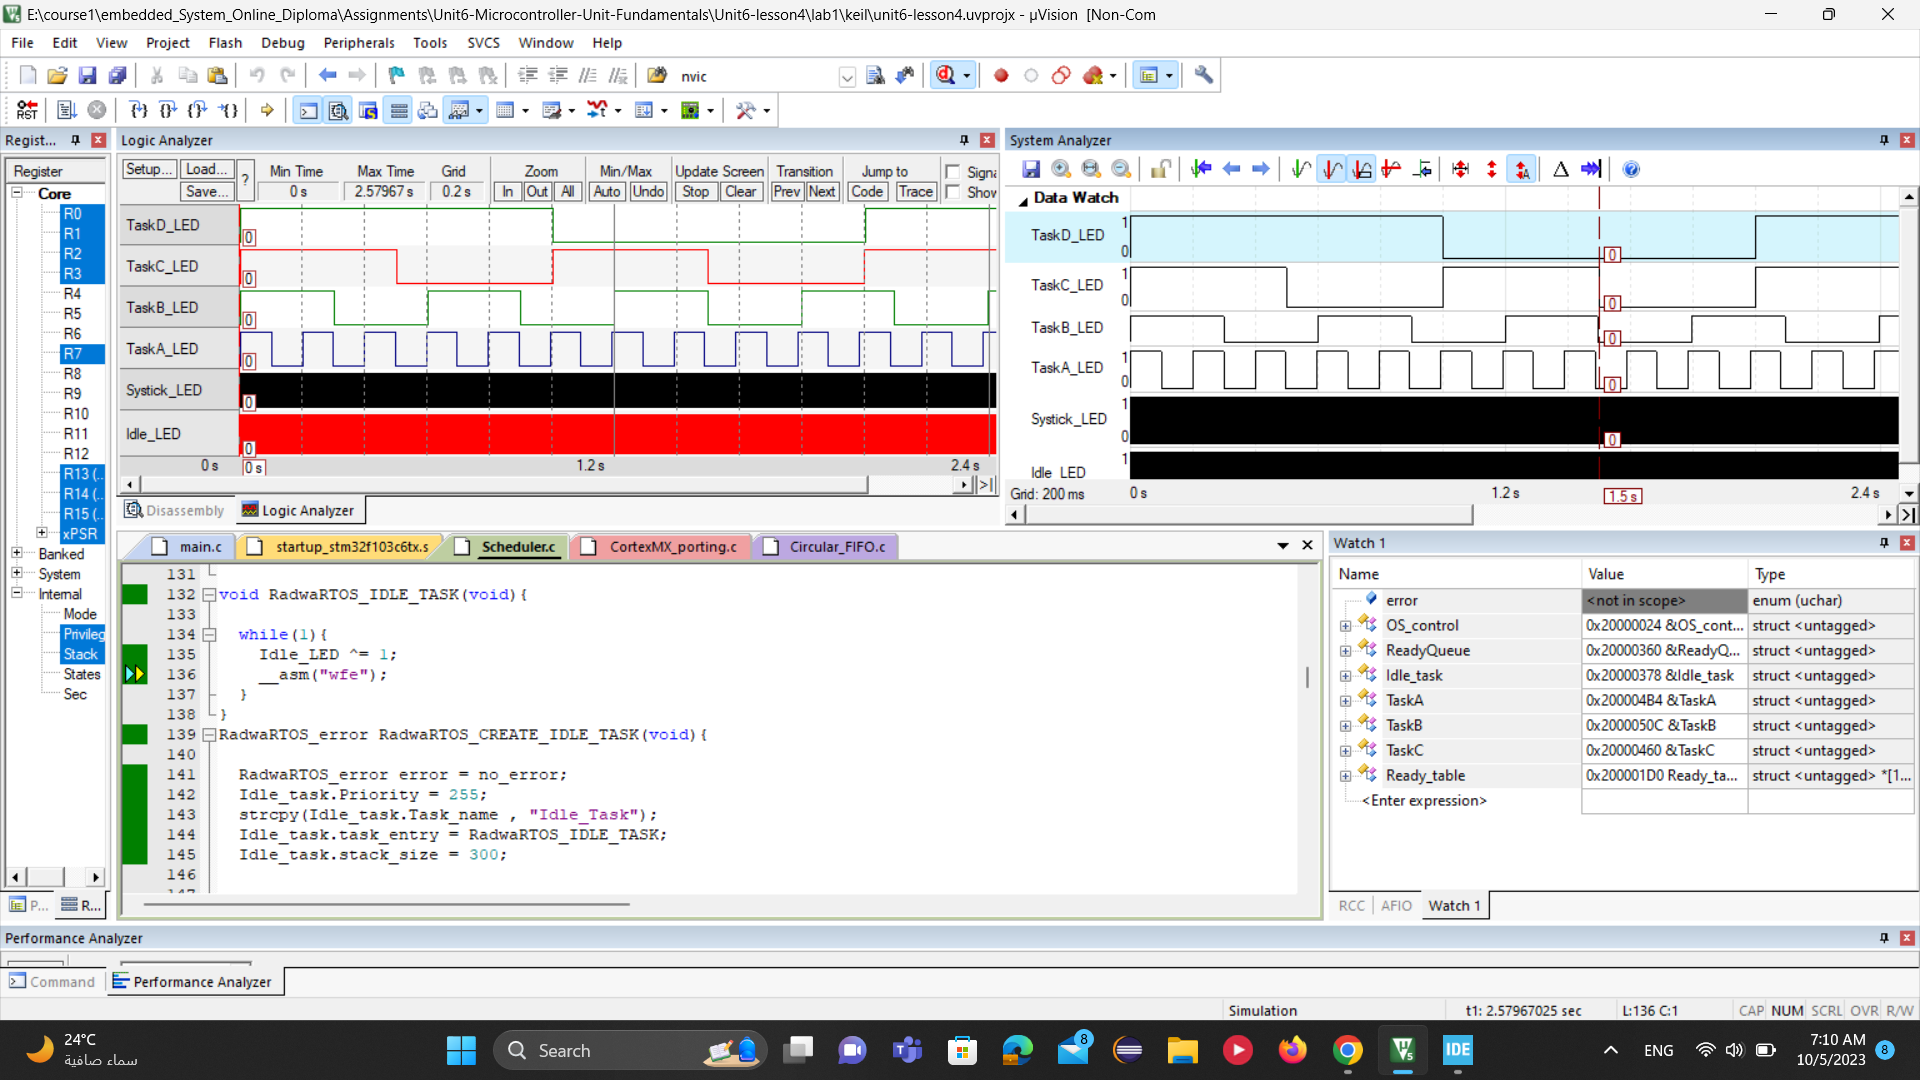 E:\course1\embedded_System_Online_Diploma\Assignments\Unit6-Microcontroller-Unit-Fundamentals\Unit6-lesson4\lab1\keil\unit6-lesson4.uvprojx - µVision  [Non-Com
File Edit View Project Flash Debug Peripherals Tools SVCS Window Help
nvic
RST
Regist...
Register
Core
R0
R1
R2
R3
R4
R5
R6
R7
R8
R9
R10
R11
R12
R13 (..
R14 (..
R15 (..
xPSR
Banked
System
Internal
Mode
Privileg
Stack
States
Sec
P... R...
Logic Analyzer
Setup... Load... Save... ?
Min Time 0 s
Max Time 2.57967 s
Grid 0.2 s
Zoom In Out All
Min/Max Auto Undo
Update Screen Stop Clear
Transition Prev Next
Jump to Code Trace
Signa
Show
TaskD_LED 0
TaskC_LED 0
TaskB_LED 0
TaskA_LED 0
Systick_LED 0
Idle_LED 0
0 s 0 s 1.2 s 2.4 s
Disassembly Logic Analyzer
System Analyzer
Data Watch
TaskD_LED 1 0 0
TaskC_LED 1 0 0
TaskB_LED 0
TaskA_LED 1 0 0
Systick_LED 1 0 0
Idle_LED 1
Grid: 200 ms 0 s 1.2 s 1.5 s 2.4 s
main.c startup_stm32f103c6tx.s Scheduler.c CortexMX_porting.c Circular_FIFO.c
131
132 void RadwaRTOS_IDLE_TASK(void){
133
134 while(1){
135 Idle_LED ^= 1;
136 __asm("wfe");
137 }
138 }
139 RadwaRTOS_error RadwaRTOS_CREATE_IDLE_TASK(void){
140
141 RadwaRTOS_error error = no_error;
142 Idle_task.Priority = 255;
143 strcpy(Idle_task.Task_name , "Idle_Task");
144 Idle_task.task_entry = RadwaRTOS_IDLE_TASK;
145 Idle_task.stack_size = 300;
146
147
Watch 1
Name Value Type
error <not in scope> enum (uchar)
OS_control 0x20000024 &OS_cont... struct <untagged>
ReadyQueue 0x20000360 &ReadyQ... struct <untagged>
Idle_task 0x20000378 &Idle_task struct <untagged>
TaskA 0x200004B4 &TaskA struct <untagged>
TaskB 0x2000050C &TaskB struct <untagged>
TaskC 0x20000460 &TaskC struct <untagged>
Ready_table 0x200001D0 Ready_ta... struct <untagged> *[1...
<Enter expression>
RCC AFIO Watch 1
Performance Analyzer
Command Performance Analyzer
Simulation t1: 2.57967025 sec L:136 C:1 CAP NUM SCRL OVR R/W
24°C
سماء صافية
Search
8
IDE
ENG
7:10 AM
10/5/2023
8